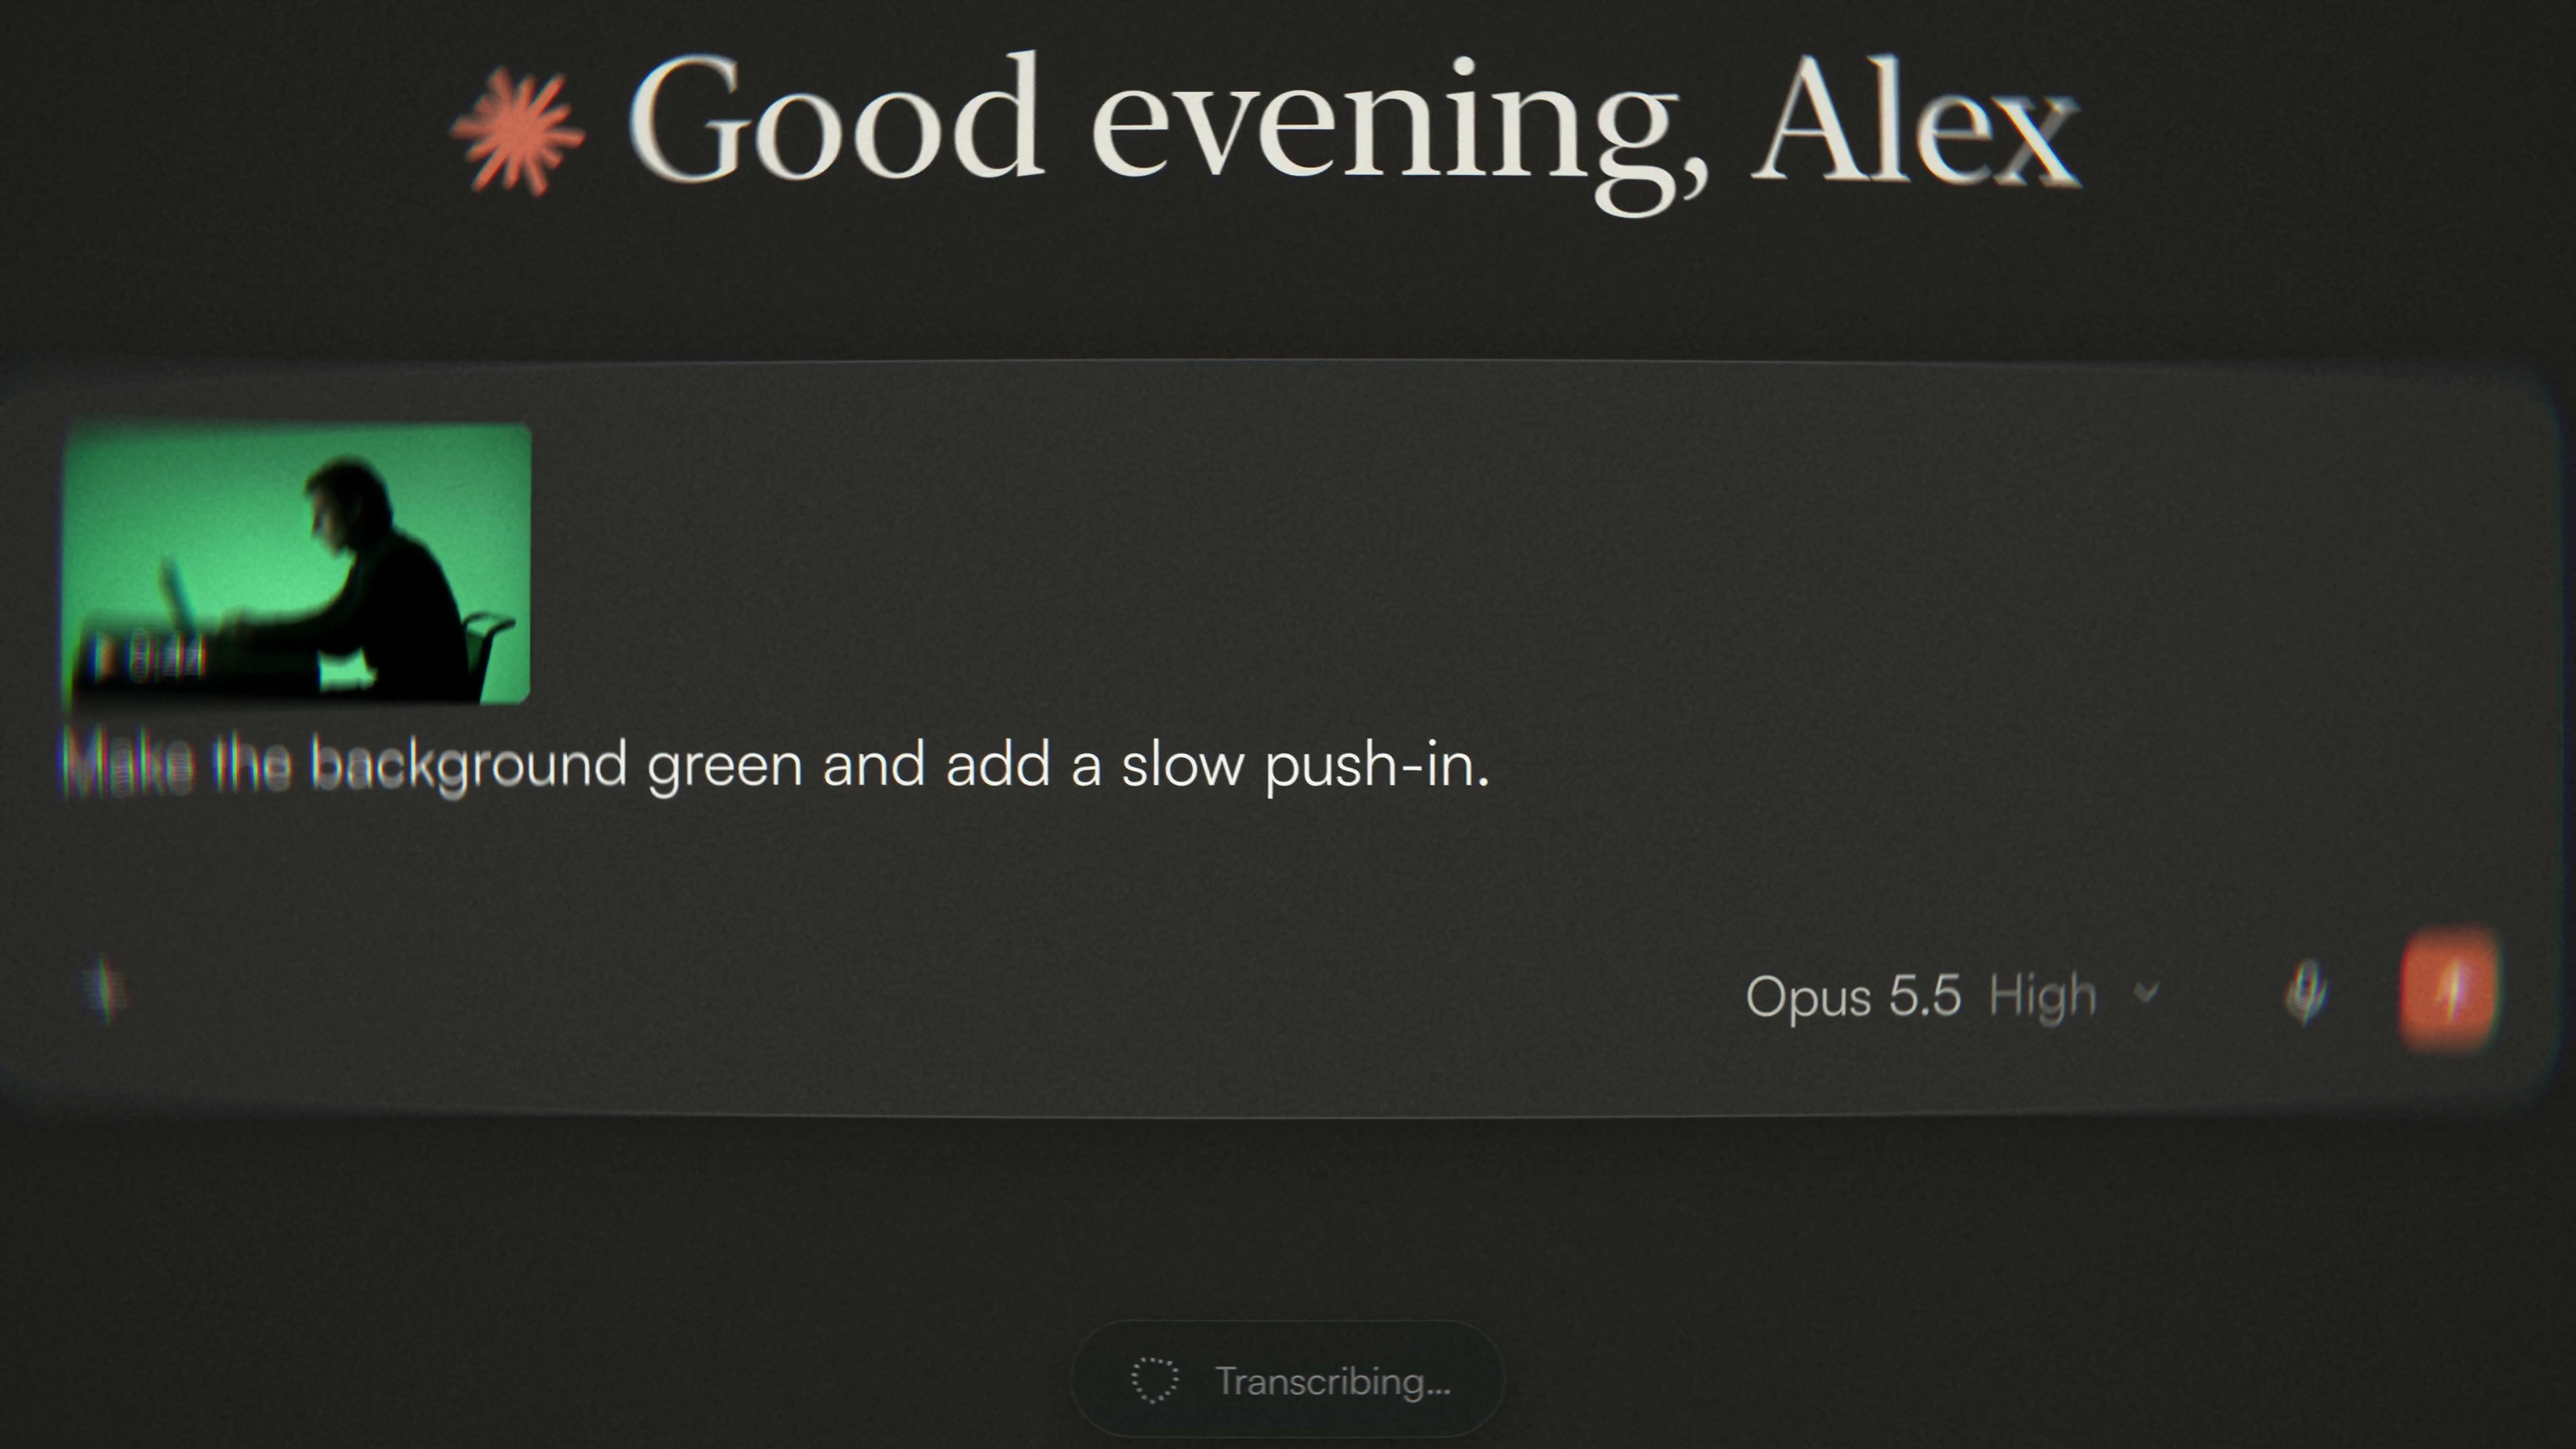 Good evening, Alex
Make the background green and add a slow push-in.
Opus 5.5 High
Transcribing...